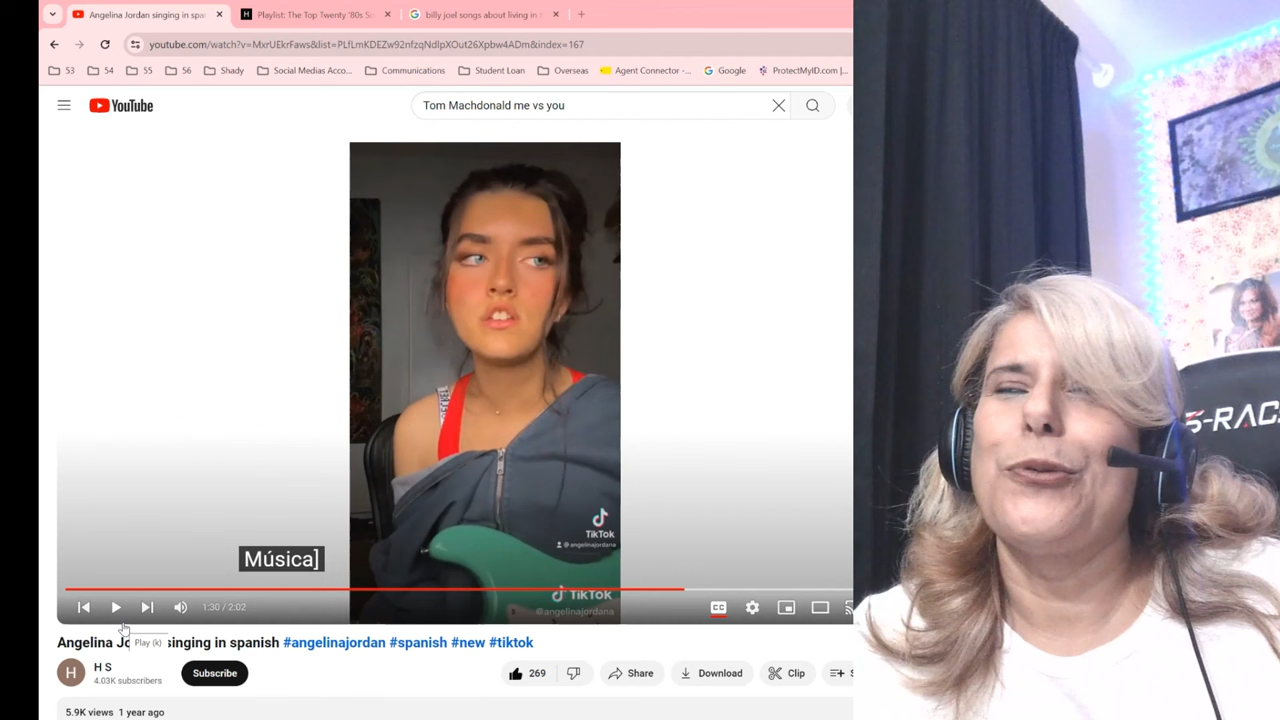 Angelina Jordan singing in spa
Playlist: The Top Twenty '80s So
billy joel songs about living in
youtube.com/watch?v=MxrUEkrFaws&list=PLfLmKDEZw92nfzqNdlpXOut26Xpbw4ADm&index=167
53
54
55
56
Shady
Social Medias Acco...
Communications
Student Loan
Overseas
Agent Connector -...
Google
ProtectMyID.com |...
YouTube
Tom Machdonald me vs you
TikTok
@angelinajordana
Música]
TikTok
@angelinajordana
1:30 / 2:02
CC
Play (k)
Angelina Jo singing in spanish #angelinajordan #spanish #new #tiktok
H
H S
4.03K subscribers
Subscribe
269
Share
Download
Clip
S
5.9K views 1 year ago
S-RAC